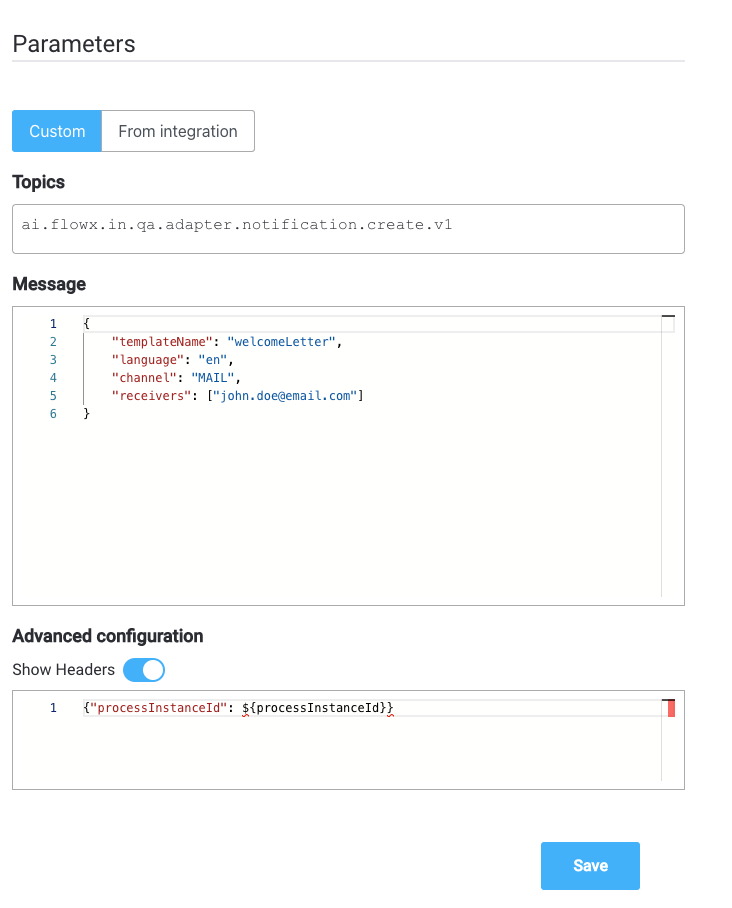 Parameters
Custom From integration
Topics
ai.flowx.in.qa.adapter.notification.create.v1
Message
1 {
2 "templateName": "welcomeLetter",
3 "language": "en",
4 "channel": "MAIL",
5 "receivers": ["john.doe@email.com"]
6 }
Advanced configuration
Show Headers
1 {"processInstanceId": ${processInstanceId}}
Save